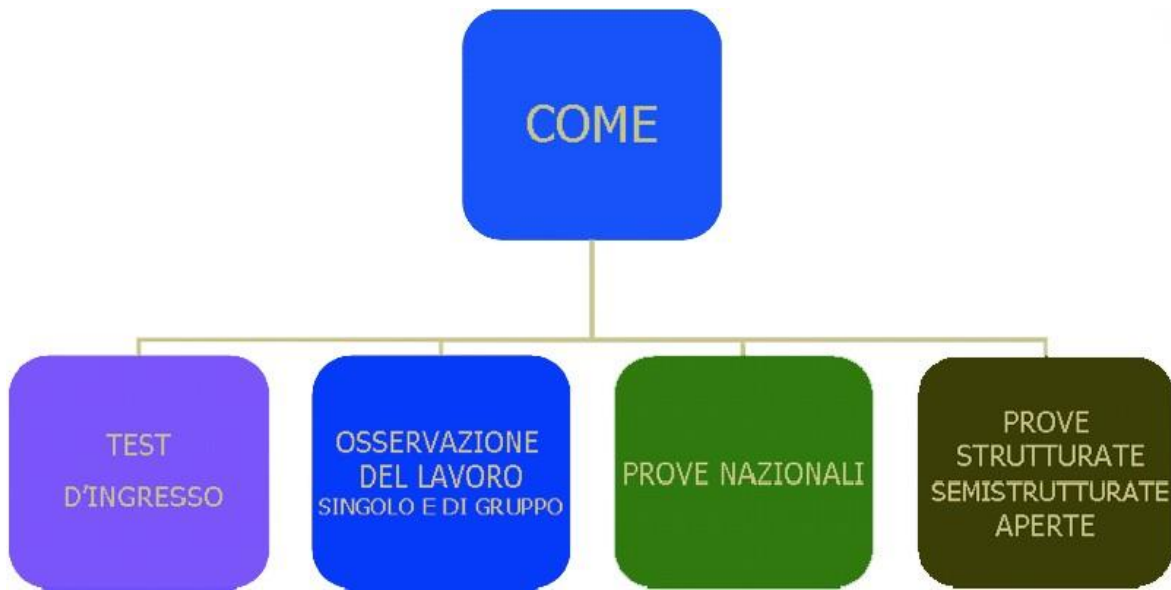 COME
TEST
D'INGRESSO
OSSERVAZIONE
DEL LAVORO
SINGOLO E DI GRUPPO
PROVE NAZIONALI
PROVE
STRUTTURATE
SEMISTRUTTURATE
APERTE